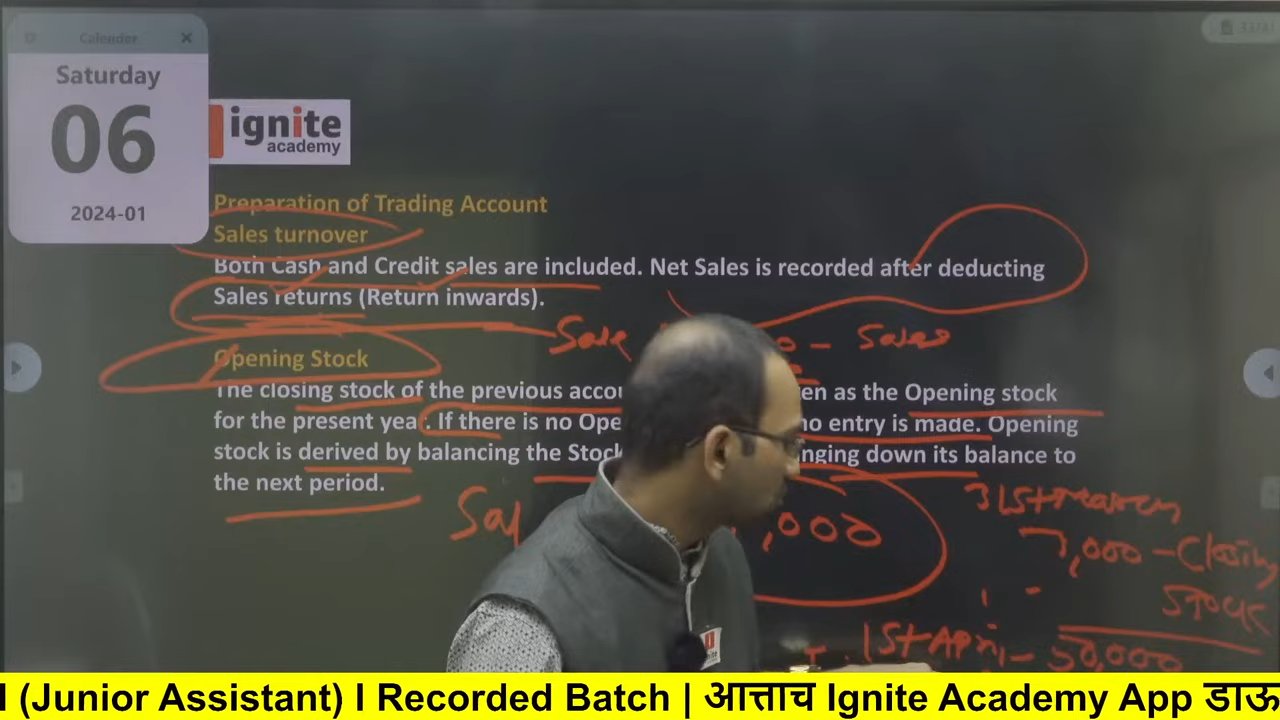 Calender
Saturday
06
2024-01
ignite
academy
Preparation of Trading Account
Sales turnover
Both Cash and Credit sales are included. Net Sales is recorded after deducting
Sales returns (Return inwards).
Sale – Sales
Opening Stock
The closing stock of the previous accou en as the Opening stock
for the present year. If there is no Ope no entry is made. Opening
stock is derived by balancing the Stock nging down its balance to
the next period.
31st
Sal ,000
7,000 – Closing
Stock
1st April – 50,000
l (Junior Assistant) l Recorded Batch | आत्ताच Ignite Academy App डाऊ